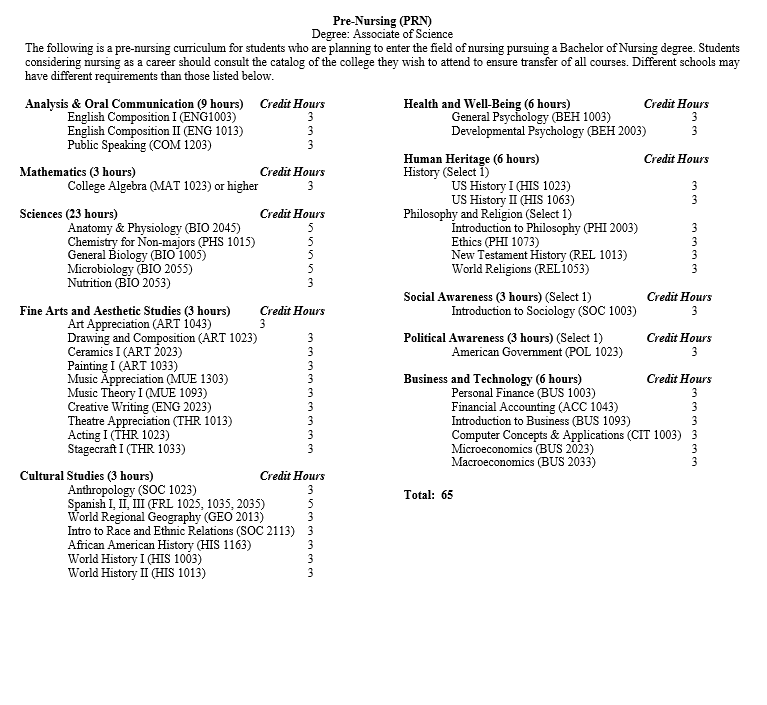 Pre-Nursing (PRN)
Degree: Associate of Science
The following is a pre-nursing curriculum for students who are planning to enter the field of nursing pursuing a Bachelor of Nursing degree. Students
considering nursing as a career should consult the catalog of the college they wish to attend to ensure transfer of all courses. Different schools may
have different requirements than those listed below.
Analysis & Oral Communication (9 hours) Credit Hours
English Composition I (ENG1003) 3
English Composition II (ENG 1013) 3
Public Speaking (COM 1203) 3
Mathematics (3 hours) Credit Hours
College Algebra (MAT 1023) or higher 3
Sciences (23 hours) Credit Hours
Anatomy & Physiology (BIO 2045) 5
Chemistry for Non-majors (PHS 1015) 5
General Biology (BIO 1005) 5
Microbiology (BIO 2055) 5
Nutrition (BIO 2053) 3
Fine Arts and Aesthetic Studies (3 hours) Credit Hours
Art Appreciation (ART 1043) 3
Drawing and Composition (ART 1023) 3
Ceramics I (ART 2023) 3
Painting I (ART 1033) 3
Music Appreciation (MUE 1303) 3
Music Theory I (MUE 1093) 3
Creative Writing (ENG 2023) 3
Theatre Appreciation (THR 1013) 3
Acting I (THR 1023) 3
Stagecraft I (THR 1033) 3
Cultural Studies (3 hours) Credit Hours
Anthropology (SOC 1023) 3
Spanish I, II, III (FRL 1025, 1035, 2035) 5
World Regional Geography (GEO 2013) 3
Intro to Race and Ethnic Relations (SOC 2113) 3
African American History (HIS 1163) 3
World History I (HIS 1003) 3
World History II (HIS 1013) 3
Health and Well-Being (6 hours) Credit Hours
General Psychology (BEH 1003) 3
Developmental Psychology (BEH 2003) 3
Human Heritage (6 hours) Credit Hours
History (Select 1)
US History I (HIS 1023) 3
US History II (HIS 1063) 3
Philosophy and Religion (Select 1)
Introduction to Philosophy (PHI 2003) 3
Ethics (PHI 1073) 3
New Testament History (REL 1013) 3
World Religions (REL1053) 3
Social Awareness (3 hours) (Select 1) Credit Hours
Introduction to Sociology (SOC 1003) 3
Political Awareness (3 hours) (Select 1) Credit Hours
American Government (POL 1023) 3
Business and Technology (6 hours) Credit Hours
Personal Finance (BUS 1003) 3
Financial Accounting (ACC 1043) 3
Introduction to Business (BUS 1093) 3
Computer Concepts & Applications (CIT 1003) 3
Microeconomics (BUS 2023) 3
Macroeconomics (BUS 2033) 3
Total: 65